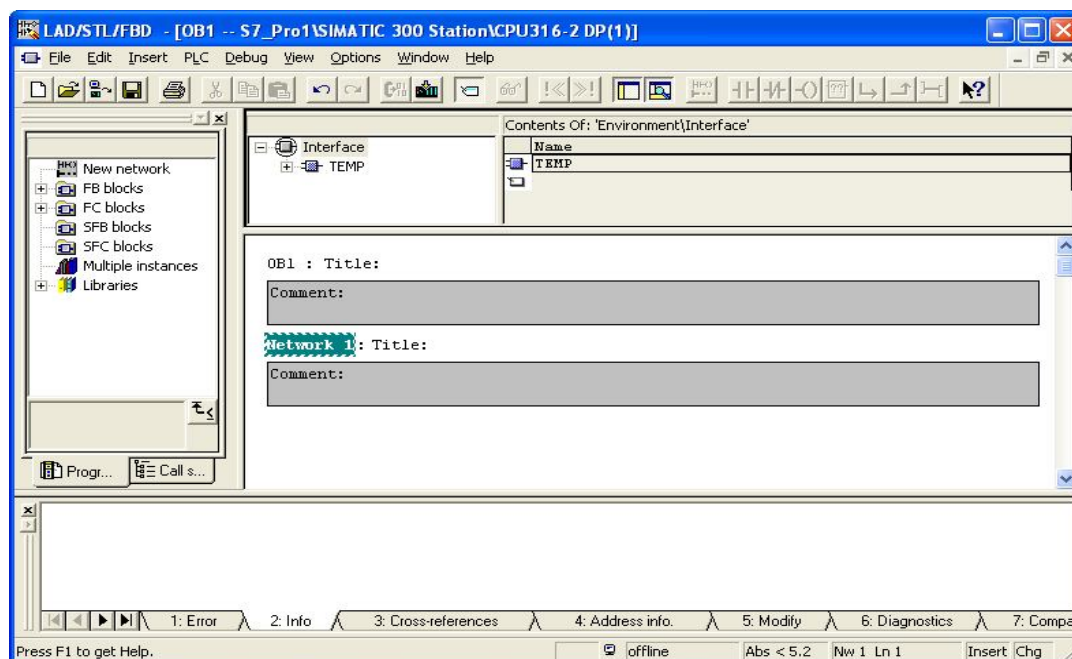 LAD/STL/FBD - [OB1 -- S7_Pro1\SIMATIC 300 Station\CPU316-2 DP(1)]
File Edit Insert PLC Debug View Options Window Help
Contents Of: 'Environment\Interface'
Interface
TEMP
Name
TEMP
New network
FB blocks
FC blocks
SFB blocks
SFC blocks
Multiple instances
Libraries
Progr... Call s...
OB1 : Title:
Comment:
Network 1: Title:
Comment:
1: Error 2: Info 3: Cross-references 4: Address info. 5: Modify 6: Diagnostics 7: Compa
Press F1 to get Help. offline Abs < 5.2 Nw 1 Ln 1 Insert Chg